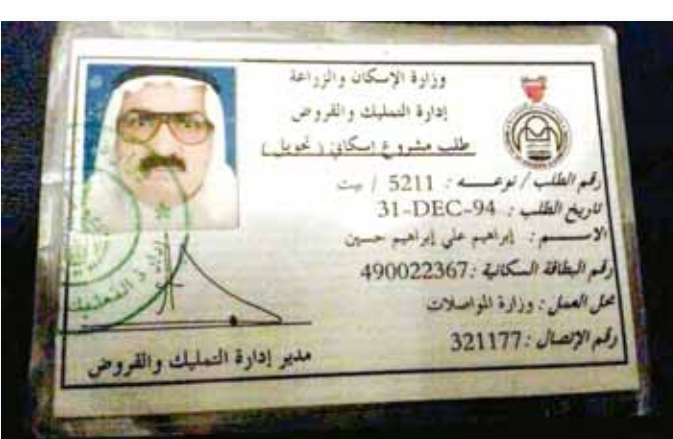 وزارة الإسكان والزراعة
إدارة التمليك والقروض
طلب مشروع إسكاني ( تحويل )
رقم الطلب / نوعـــه : 5211 / بيت
تاريخ الطلب : 31-DEC-94
الاســـــم : إبراهيم علي إبراهيم حسين
رقم البطاقة السكانية : 490022367
محل العمل : وزارة المواصلات
رقم الإتصال : 321177
مدير إدارة التمليك والقروض